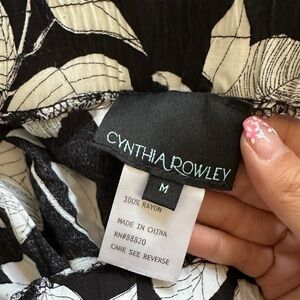 CYNTHIA ROWLEY
M
100% RAYON
MADE IN CHINA
RN#88820
CARE SEE REVERSE